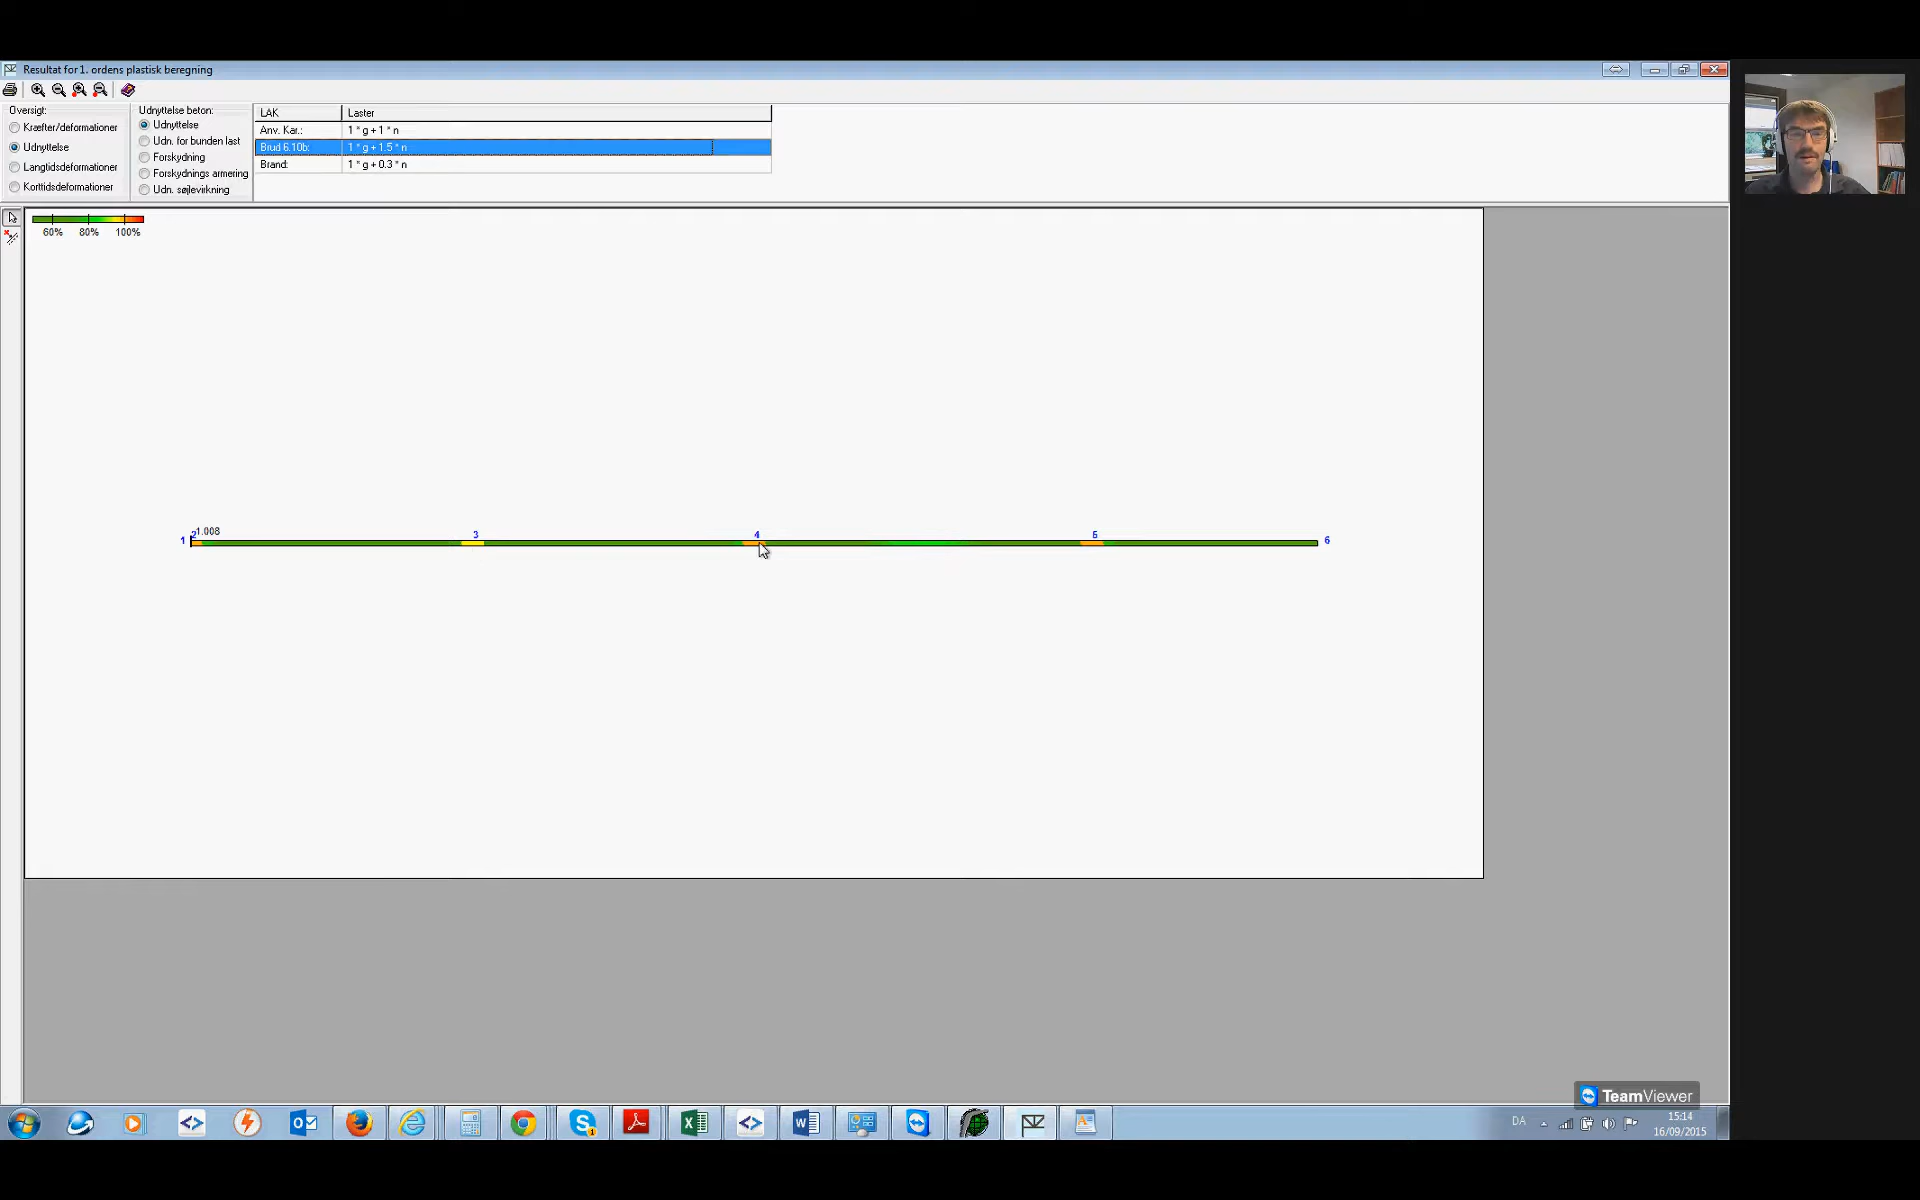 Resultat for 1. ordens plastisk beregning
Oversigt:
Kræfter/deformationer
Udnyttelse
Langtidsdeformationer
Korttidsdeformationer
Udnyttelse beton:
Udnyttelse
Udn. for bunden last
Forskydning
Forskydnings armering
Udn. søjlevirkning
LAK Laster
Anv. Kar.: 1 * g + 1 * n
Brud 6.10b: 1 * g + 1.5 * n
Brand: 1 * g + 0.3 * n
60% 80% 100%
1 2 1.008 3 4 5 6
TeamViewer
DA
15:14
16/09/2015